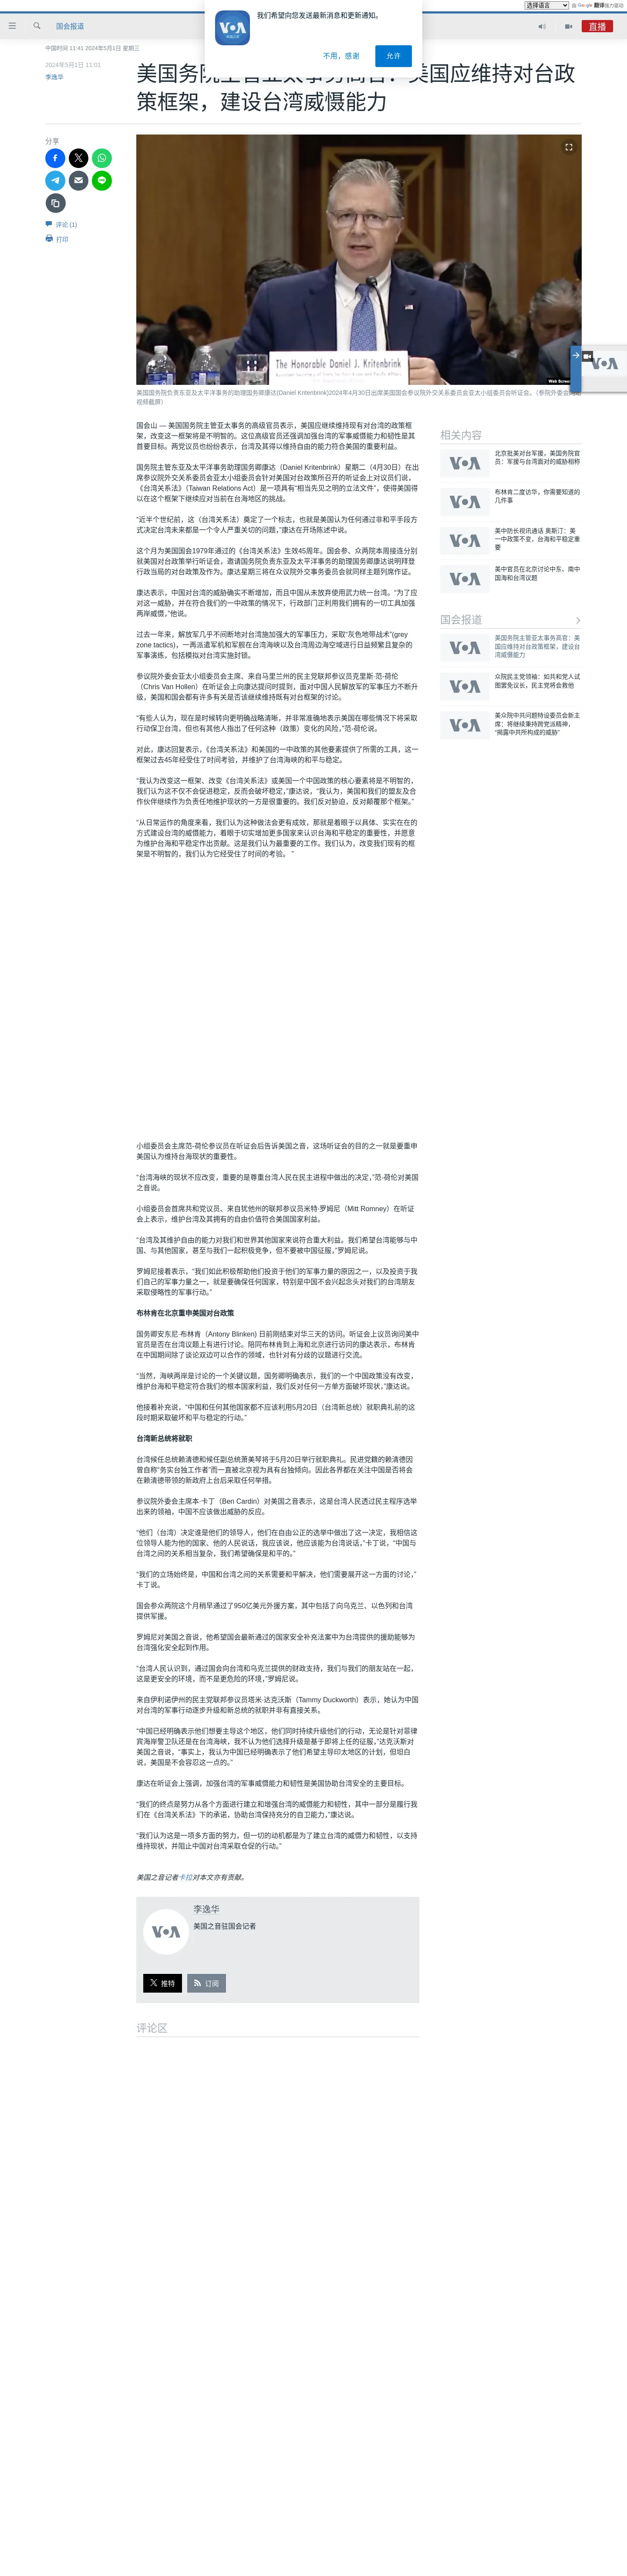 选择语言
由 Google 翻译强力驱动
我们希望向您发送最新消息和更新通知。
不用，感谢
允许
VOA
国会报道
直播
中国时间 11:41 2024年5月1日 星期三
2024年5月1日 11:01
李逸华
美国国务院主管亚太事务高官：美国应维持对台政
策框架，建设台湾威慑能力
分享
评论 (1)
打印
The Honorable Daniel J. Kritenbrink
美国国务院负责东亚及太平洋事务的助理国务卿康达(Daniel Kritenbrink)2024年4月30日出席美国国会参议院外交关系委员会亚太小组委员会听证会。（参院外委会网站
视频截屏）
国会山 — 美国国务院主管亚太事务的高级官员表示，美国应继续维持现有对台湾的政策框
架，改变这一框架将是不明智的。这位高级官员还强调加强台湾的军事威慑能力和韧性是其
首要目标。两党议员也纷纷表示，台湾及其得以维持自由的能力符合美国的重要利益。
国务院主管东亚及太平洋事务助理国务卿康达（Daniel Kritenbrink）星期二（4月30日）在出
席参议院外交关系委员会亚太小组委员会针对美国对台政策所召开的听证会上对议员们说，
《台湾关系法》（Taiwan Relations Act）是一项具有“相当先见之明的立法文件”，使得美国得
以在这个框架下继续应对当前在台海地区的挑战。
“近半个世纪前，这（台湾关系法）奠定了一个标志，也就是美国认为任何通过非和平手段方
式决定台湾未来都是一个令人严重关切的问题，”康达在开场陈述中说。
这个月为美国国会1979年通过的《台湾关系法》生效45周年。国会参、众两院本周接连分别
就美国对台政策举行听证会，邀请国务院负责东亚及太平洋事务的助理国务卿康达说明拜登
行政当局的对台政策及作为。康达星期三将在众议院外交事务委员会就同样主题列席作证。
康达表示，中国对台湾的威胁确实不断增加，而且中国从未放弃使用武力统一台湾。“为了应
对这一威胁，并在符合我们的一中政策的情况下，行政部门正利用我们拥有的一切工具加强
两岸威慑，”他说。
过去一年来，解放军几乎不间断地对台湾施加强大的军事压力，采取“灰色地带战术”(grey
zone tactics)，一再派遣军机和军舰在台湾海峡以及台湾周边海空域进行日益频繁且复杂的
军事演练，包括模拟对台湾实施封锁。
参议院外委会亚太小组委员会主席、来自马里兰州的民主党联邦参议员克里斯·范-荷伦
（Chris Van Hollen）在听证会上向康达提问时提到，面对中国人民解放军的军事压力不断升
级，美国和国会都有许多有关是否该继续维持既有对台框架的讨论。
“有些人认为，现在是时候转向更明确战略清晰，并非常准确地表示美国在哪些情况下将采取
行动保卫台湾，但也有其他人指出了任何这种（政策）变化的风险，”范-荷伦说。
对此，康达回复表示，《台湾关系法》和美国的一中政策的其他要素提供了所需的工具，这一
框架过去45年经受住了时间考验，并维护了台湾海峡的和平与稳定。
“我认为改变这一框架、改变《台湾关系法》或美国一个中国政策的核心要素将是不明智的，
我们认为这不仅不会促进稳定，反而会破坏稳定，”康达说，“我认为，美国和我们的盟友及合
作伙伴继续作为负责任地维护现状的一方是很重要的。我们反对胁迫，反对颠覆那个框架。”
“从日常运作的角度来看，我们认为这种做法会更有成效，那就是着眼于以具体、实实在在的
方式建设台湾的威慑能力，着眼于切实增加更多国家来认识台海和平稳定的重要性，并愿意
为维护台海和平稳定作出贡献。这是我们认为最重要的工作。我们认为，改变我们现有的框
架是不明智的，我们认为它经受住了时间的考验。 ”
小组委员会主席范-荷伦参议员在听证会后告诉美国之音，这场听证会的目的之一就是要重申
美国认为维持台海现状的重要性。
“台湾海峡的现状不应改变，重要的是尊重台湾人民在民主进程中做出的决定，”范-荷伦对美国
之音说。
小组委员会首席共和党议员、来自犹他州的联邦参议员米特·罗姆尼（Mitt Romney）在听证
会上表示，维护台湾及其拥有的自由价值符合美国国家利益。
“台湾及其维护自由的能力对我们和世界其他国家来说符合重大利益。我们希望台湾能够与中
国、与其他国家，甚至与我们一起积极竞争，但不要被中国征服，”罗姆尼说。
罗姆尼接着表示，“我们如此积极帮助他们投资于他们的军事力量的原因之一，以及投资于我
们自己的军事力量之一，就是要确保任何国家，特别是中国不会兴起念头对我们的台湾朋友
采取侵略性的军事行动。”
布林肯在北京重申美国对台政策
国务卿安东尼·布林肯（Antony Blinken) 日前刚结束对华三天的访问。听证会上议员询问美中
官员是否在台湾议题上有进行讨论。陪同布林肯到上海和北京进行访问的康达表示，布林肯
在中国期间除了谈论双边可以合作的领域，也针对有分歧的议题进行交流。
“当然，海峡两岸是讨论的一个关键议题，国务卿明确表示，我们的一个中国政策没有改变，
维护台海和平稳定符合我们的根本国家利益，我们反对任何一方单方面破坏现状，”康达说。
他接着补充说，“中国和任何其他国家都不应该利用5月20日（台湾新总统）就职典礼前的这
段时期采取破坏和平与稳定的行动。”
台湾新总统将就职
台湾候任总统赖清德和候任副总统萧美琴将于5月20日举行就职典礼。民进党籍的赖清德因
曾自称“务实台独工作者”而一直被北京视为具有台独倾向。因此各界都在关注中国是否将会
在赖清德带领的新政府上台后采取任何举措。
参议院外委会主席本·卡丁（Ben Cardin）对美国之音表示，这是台湾人民透过民主程序选举
出来的领袖，中国不应该做出威胁的反应。
“他们（台湾）决定谁是他们的领导人，他们在自由公正的选举中做出了这一决定，我相信这
位领导人能为他的国家、他的人民说话，我应该说，他应该能为台湾说话，”卡丁说，“中国与
台湾之间的关系相当复杂，我们希望确保是和平的。”
“我们的立场始终是，中国和台湾之间的关系需要和平解决，他们需要展开这一方面的讨论，”
卡丁说。
国会参众两院这个月稍早通过了950亿美元外援方案，其中包括了向乌克兰、以色列和台湾
提供军援。
罗姆尼对美国之音说，他希望国会最新通过的国家安全补充法案中为台湾提供的援助能够为
台湾强化安全起到作用。
“台湾人民认识到，通过国会向台湾和乌克兰提供的财政支持，我们与我们的朋友站在一起，
这是更安全的环境，而不是更危险的环境，”罗姆尼说。
来自伊利诺伊州的民主党联邦参议员塔米·达克沃斯（Tammy Duckworth）表示，她认为中国
对台湾的军事行动逐步升级和新总统的就职并非有直接关系。
“中国已经明确表示他们想要主导这个地区，他们同时持续升级他们的行动，无论是针对菲律
宾海岸警卫队还是在台湾海峡，我不认为他们选择升级是基于即将上任的征服，”达克沃斯对
美国之音说，“事实上，我认为中国已经明确表示了他们希望主导印太地区的计划，但坦白
说，美国是不会容忍这一点的。”
康达在听证会上强调，加强台湾的军事威慑能力和韧性是美国协助台湾安全的主要目标。
“我们的终点是努力从各个方面进行建立和增强台湾的威慑能力和韧性，其中一部分是履行我
们在《台湾关系法》下的承诺，协助台湾保持充分的自卫能力，”康达说。
“我们认为这是一项多方面的努力，但一切的动机都是为了建立台湾的威慑力和韧性，以支持
维持现状，并阻止中国对台湾采取仓促的行动。”
美国之音记者卡拉对本文亦有贡献。
李逸华
美国之音驻国会记者
推特
订阅
评论区
相关内容
北京批美对台军援，美国务院官
员：军援与台湾面对的威胁相称
布林肯二度访华，你需要知道的
几件事
美中防长视讯通话 奥斯汀：美
一中政策不变，台海和平稳定重
要
美中官员在北京讨论中东、南中
国海和台湾议题
国会报道
美国务院主管亚太事务高官：美
国应维持对台政策框架，建设台
湾威慑能力
众院民主党领袖：如共和党人试
图罢免议长，民主党将会救他
美众院中共问题特设委员会新主
席：将继续秉持跨党派精神，
“揭露中共所构成的威胁”